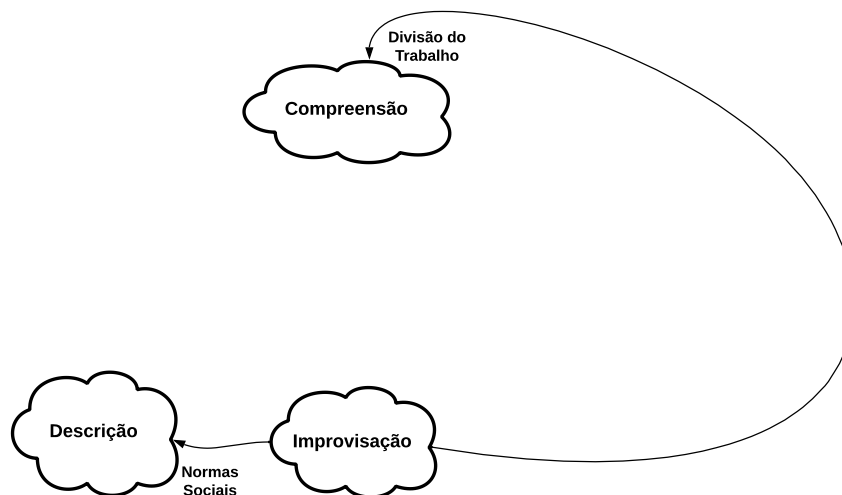 Divisão do
Trabalho
Compreensão
Descrição
Improvisação
Normas
Sociais